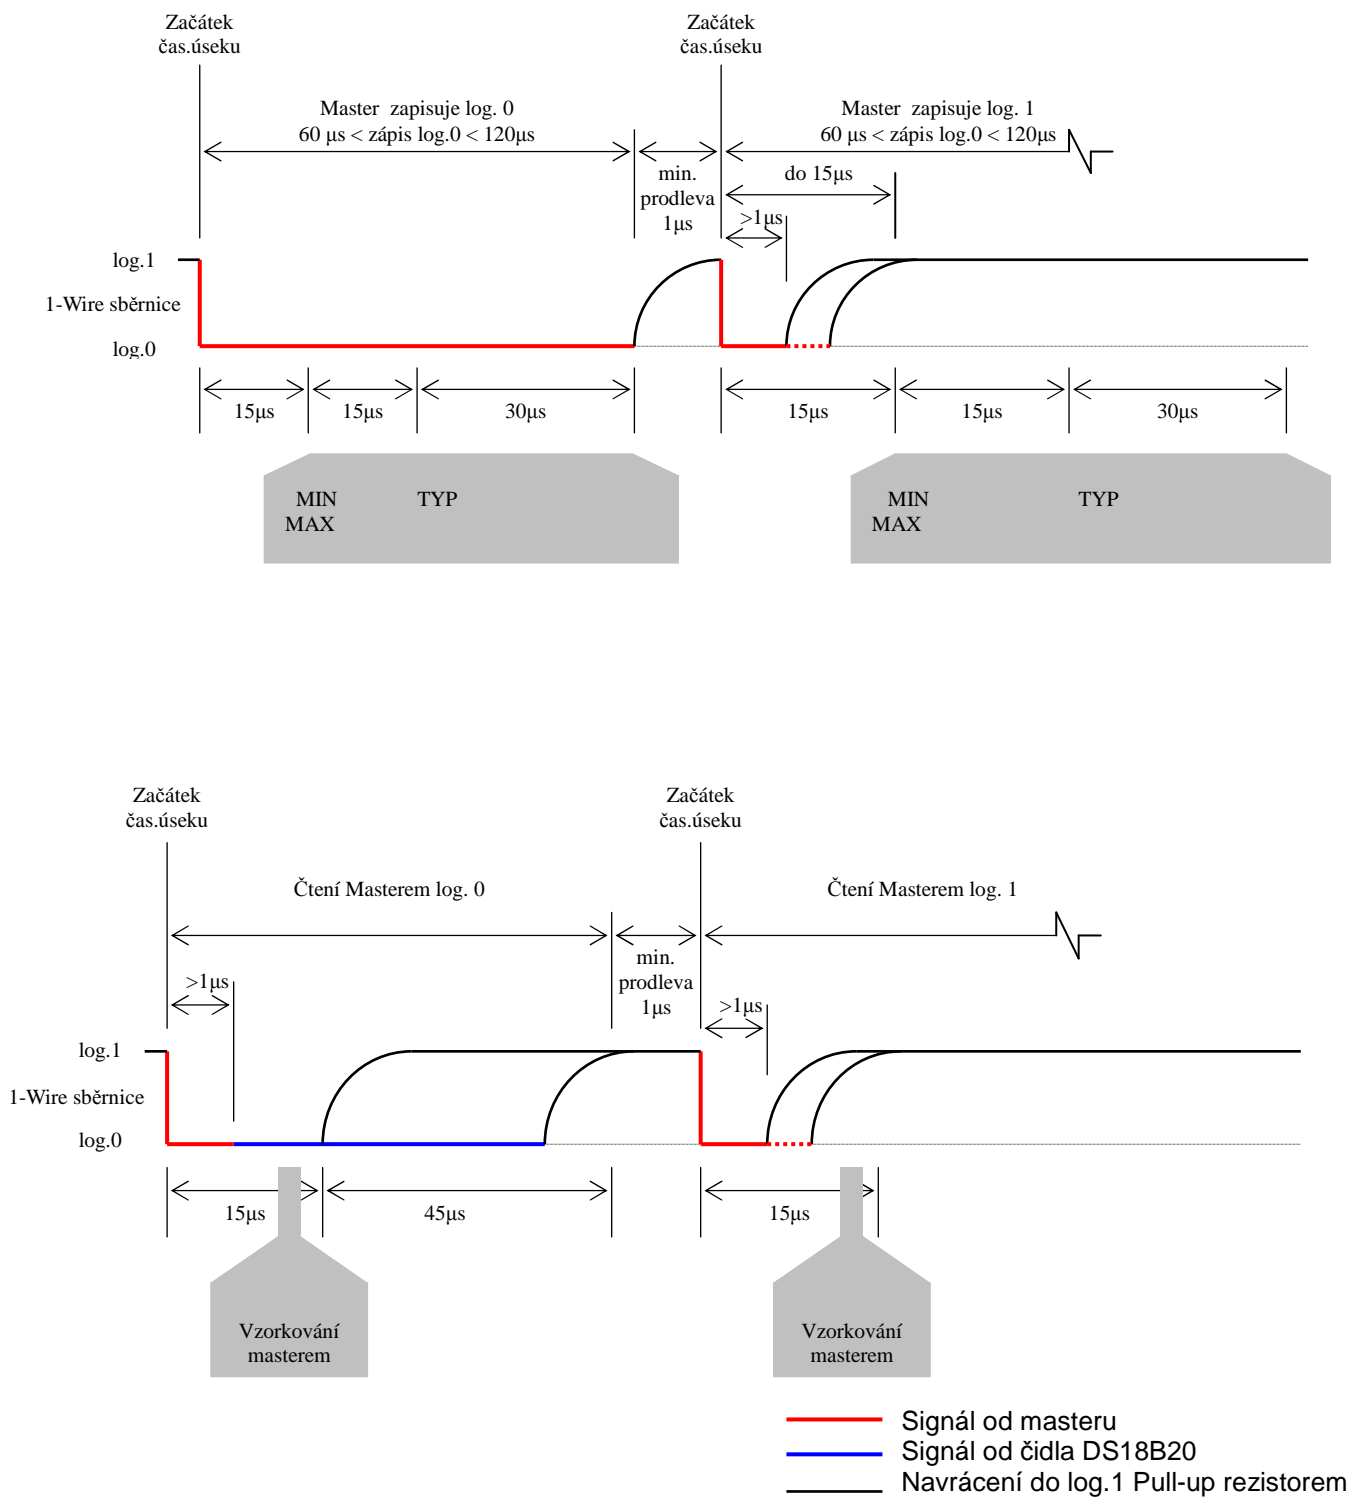 Začátek
čas.úseku
Začátek
čas.úseku
Master zapisuje log. 0
60 μs < zápis log.0 < 120μs
Master zapisuje log. 1
60 μs < zápis log.0 < 120μs
min.
prodleva
1μs
do 15μs
>1μs
log.1
1-Wire sběrnice
log.0
15μs
15μs
30μs
15μs
15μs
30μs
MIN TYP
MAX
MIN TYP
MAX
Začátek
čas.úseku
Začátek
čas.úseku
Čtení Masterem log. 0
Čtení Masterem log. 1
>1μs
min.
prodleva
1μs
>1μs
log.1
1-Wire sběrnice
log.0
15μs
45μs
15μs
Vzorkování
masterem
Vzorkování
masterem
Signál od masteru
Signál od čidla DS18B20
Navrácení do log.1 Pull-up rezistorem